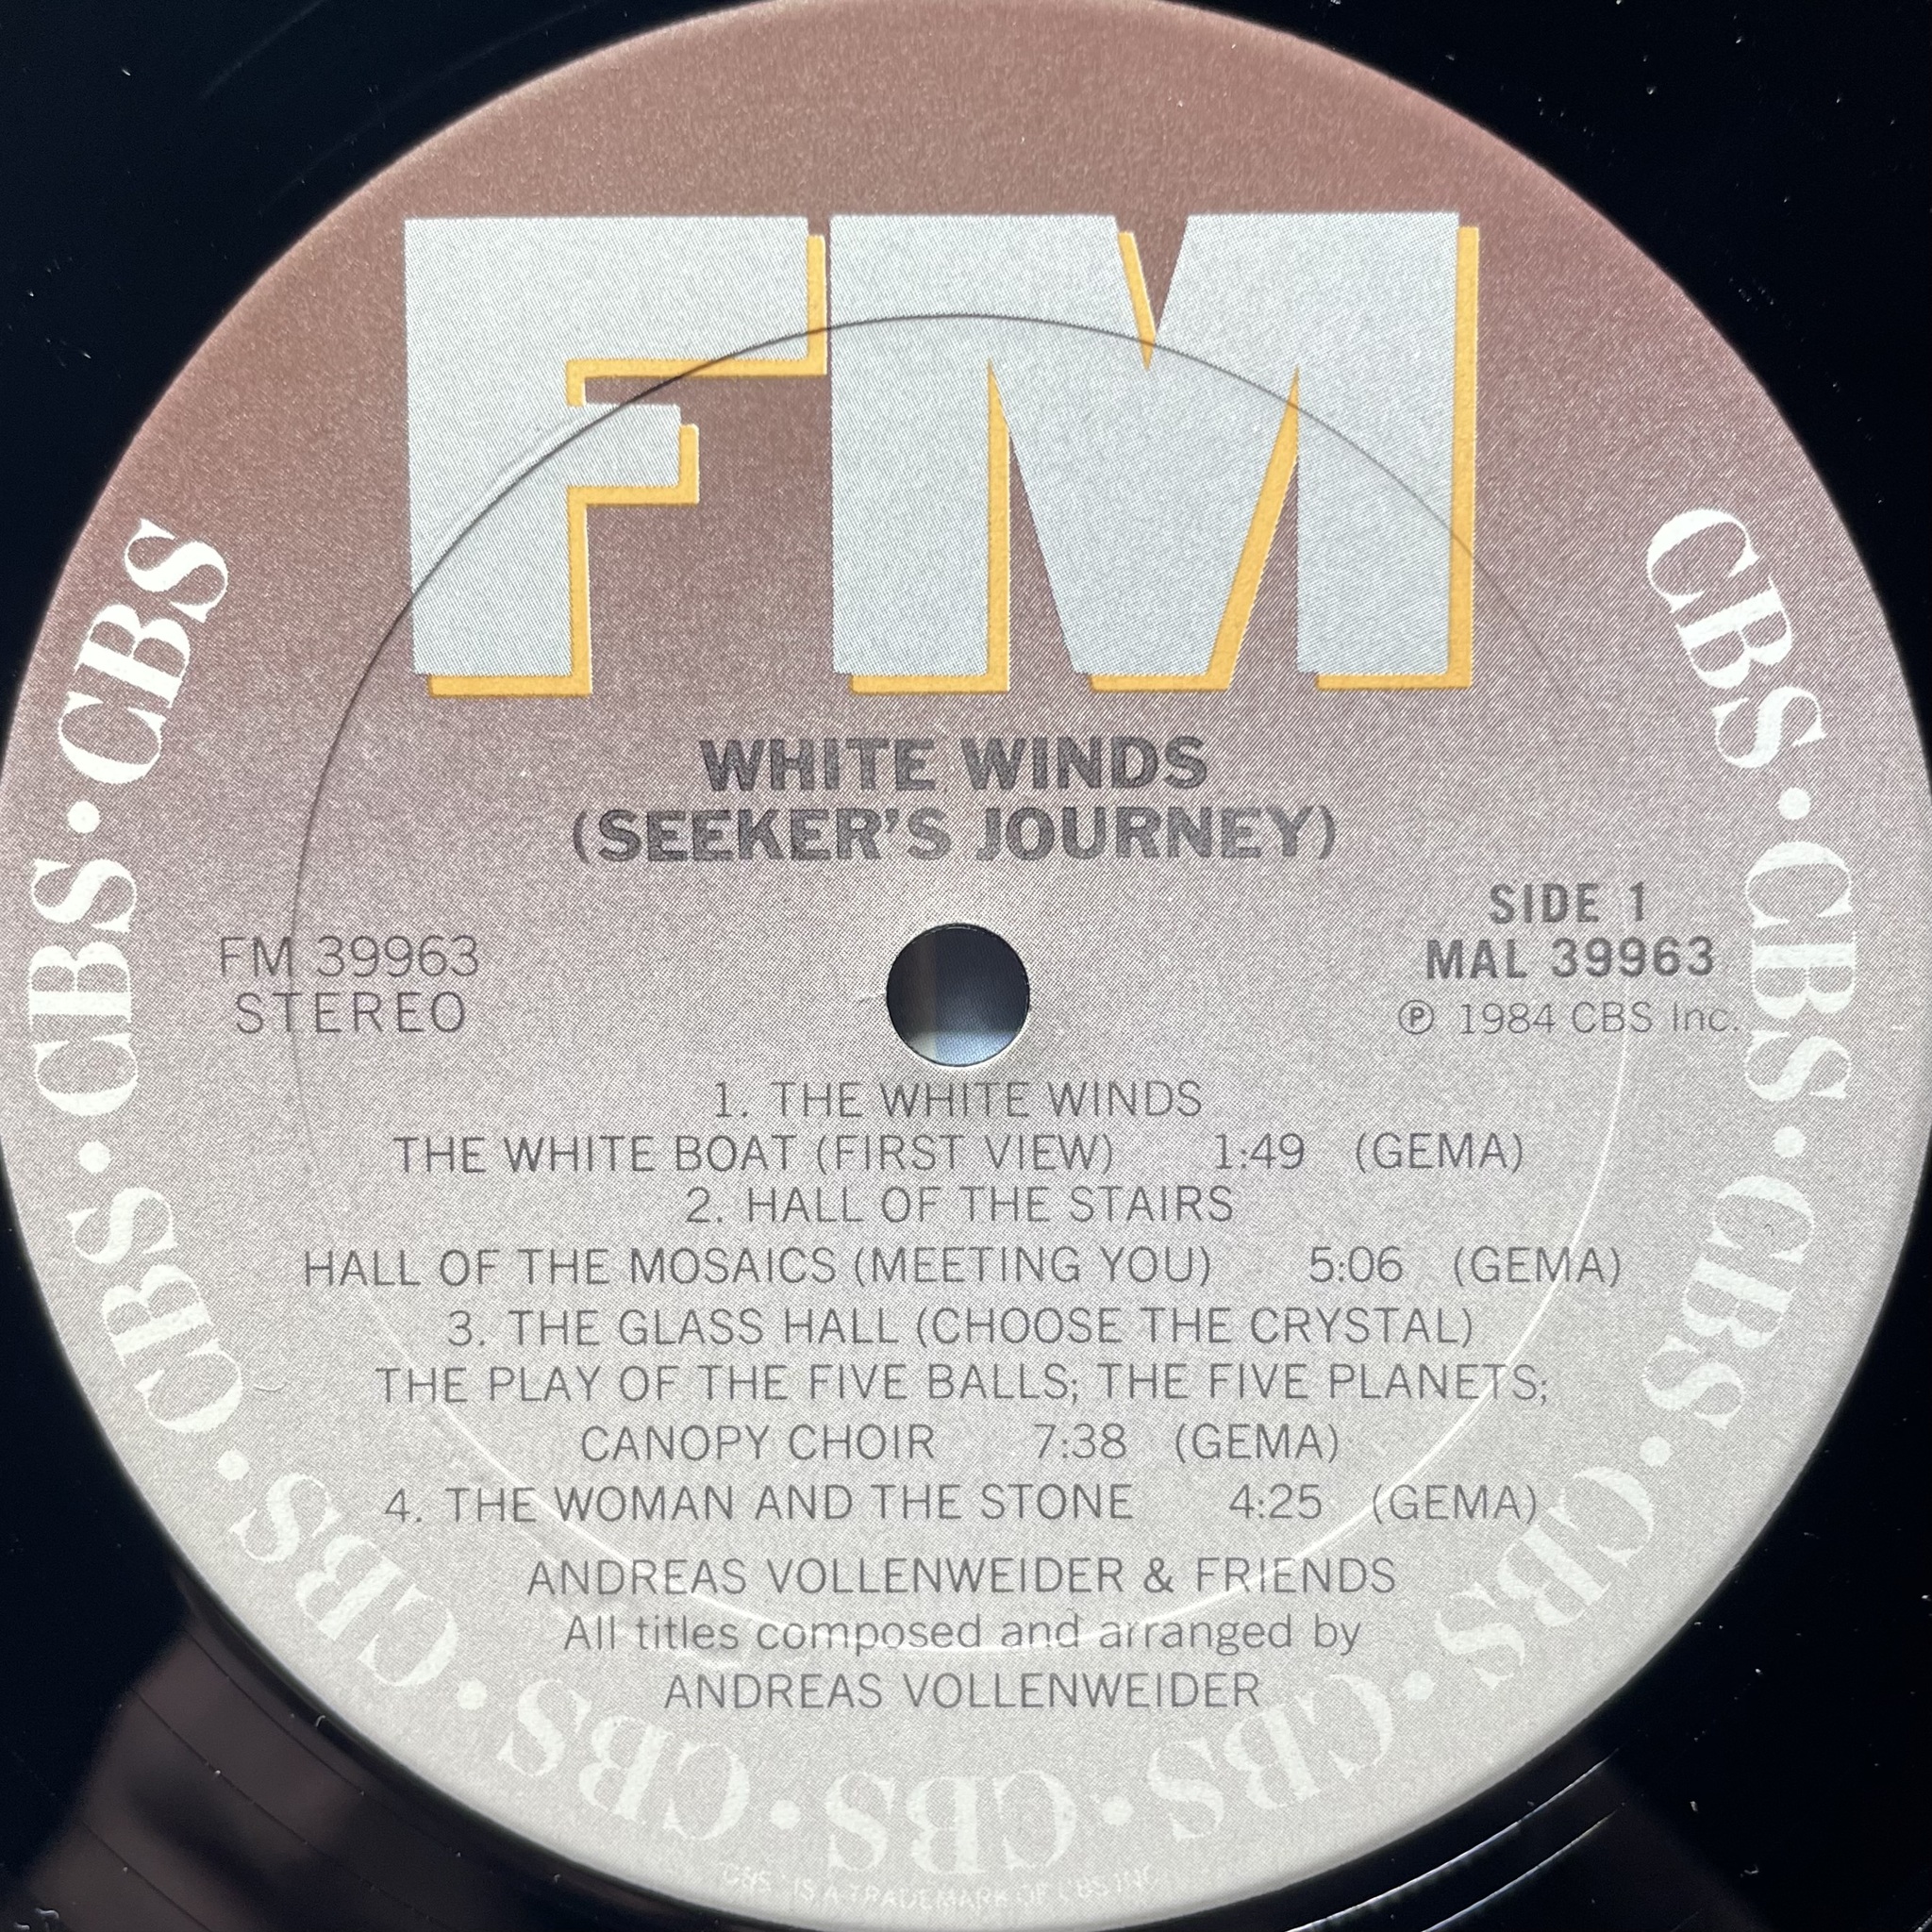 FM
WHITE WINDS
(SEEKER'S JOURNEY)
FM 39963
STEREO
SIDE 1
MAL 39963
℗ 1984 CBS Inc.
1. THE WHITE WINDS
THE WHITE BOAT (FIRST VIEW) 1:49 (GEMA)
2. HALL OF THE STAIRS
HALL OF THE MOSAICS (MEETING YOU) 5:06 (GEMA)
3. THE GLASS HALL (CHOOSE THE CRYSTAL)
THE PLAY OF THE FIVE BALLS; THE FIVE PLANETS;
CANOPY CHOIR 7:38 (GEMA)
4. THE WOMAN AND THE STONE 4:25 (GEMA)
ANDREAS VOLLENWEIDER & FRIENDS
All titles composed and arranged by
ANDREAS VOLLENWEIDER
CBS • CBS • CBS • CBS • CBS • CBS • CBS • CBS • CBS • CBS • CBS
"CBS" IS A TRADEMARK OF CBS INC.